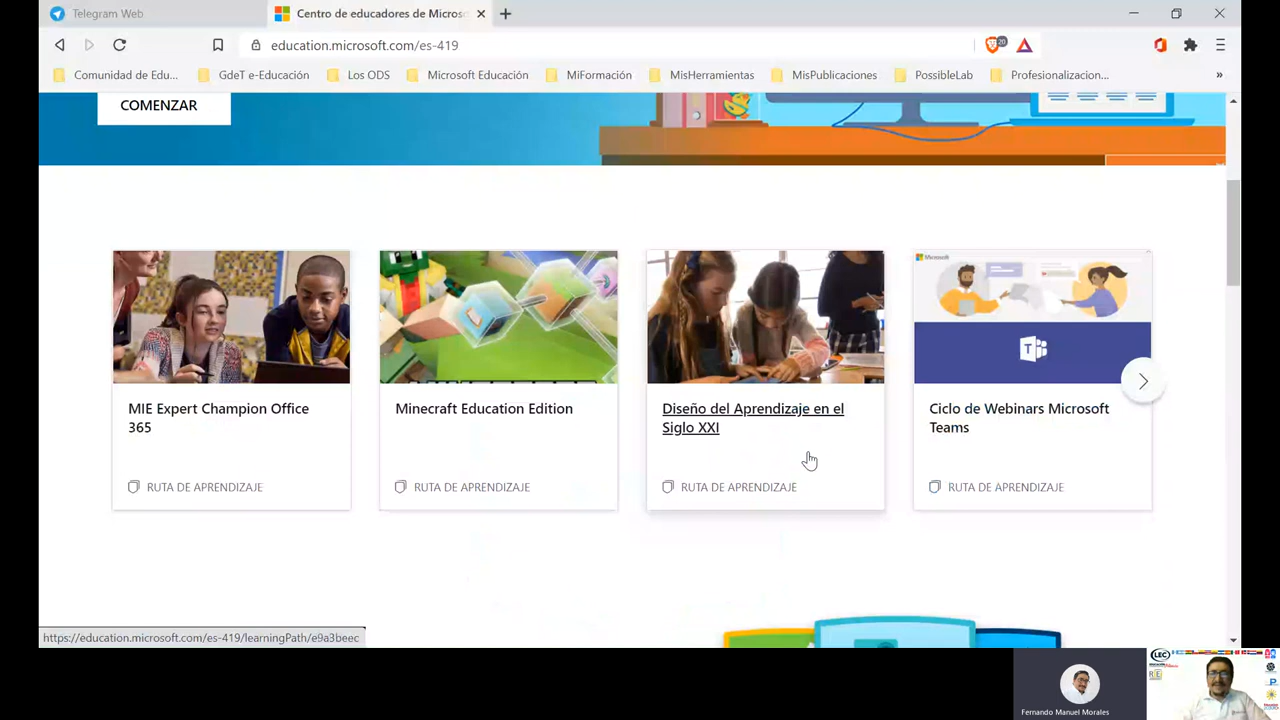 Telegram Web
Centro de educadores de Micros
education.microsoft.com/es-419
20
Comunidad de Edu...
GdeT e-Educación
Los ODS
Microsoft Educación
MiFormación
MisHerramientas
MisPublicaciones
PossibleLab
Profesionalizacion...
COMENZAR
Microsoft
MIE Expert Champion Office
365
Minecraft Education Edition
Diseño del Aprendizaje en el
Siglo XXI
Ciclo de Webinars Microsoft
Teams
RUTA DE APRENDIZAJE
RUTA DE APRENDIZAJE
RUTA DE APRENDIZAJE
RUTA DE APRENDIZAJE
https://education.microsoft.com/es-419/learningPath/e9a3beec
LEC
Fernando Manuel Morales